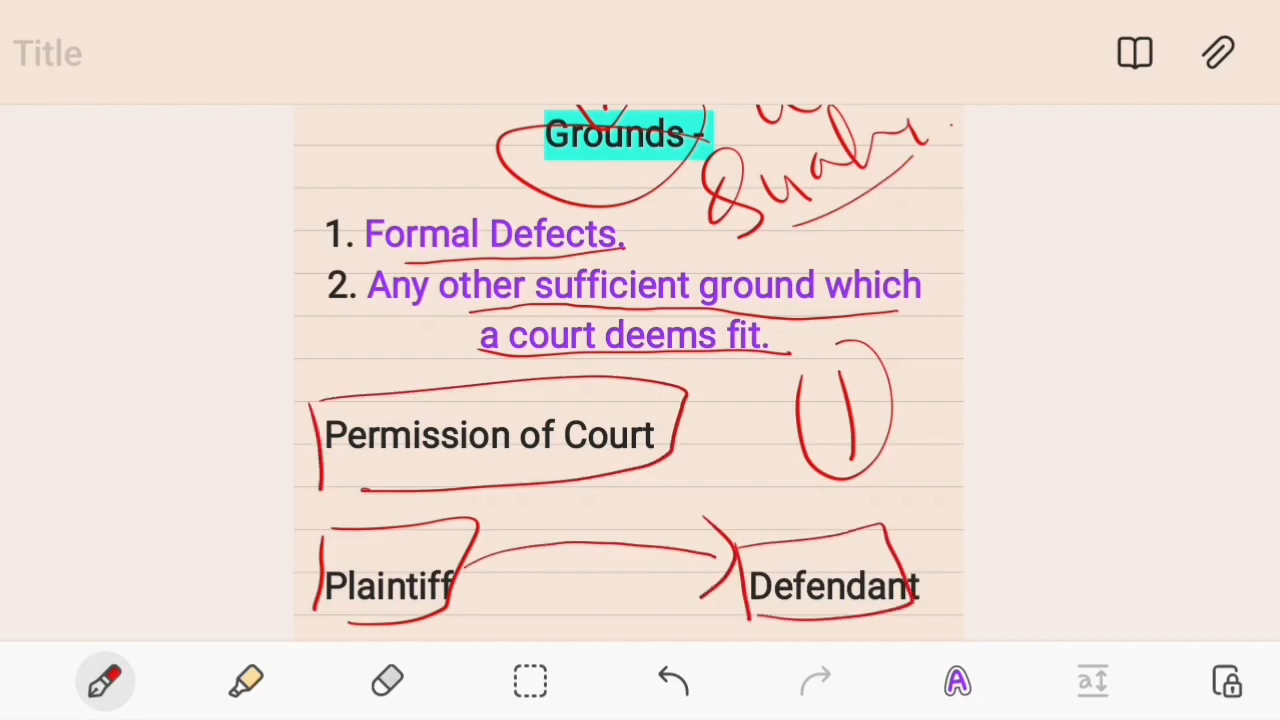 Title
Grounds -
1. Formal Defects.
2. Any other sufficient ground which
a court deems fit.
Permission of Court
Plaintiff
Defendant